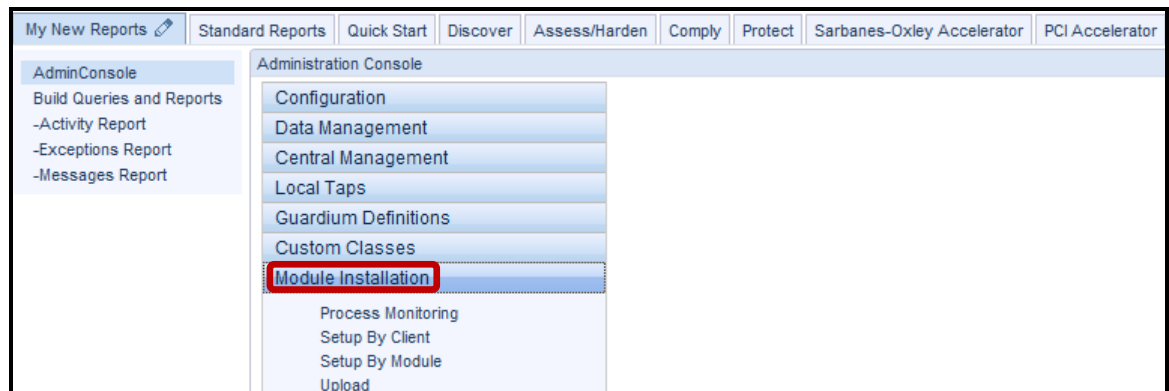 My New Reports Standard Reports Quick Start Discover Assess/Harden Comply Protect Sarbanes-Oxley Accelerator PCI Accelerator
AdminConsole
Build Queries and Reports
-Activity Report
-Exceptions Report
-Messages Report
Administration Console
Configuration
Data Management
Central Management
Local Taps
Guardium Definitions
Custom Classes
Module Installation
Process Monitoring
Setup By Client
Setup By Module
Upload